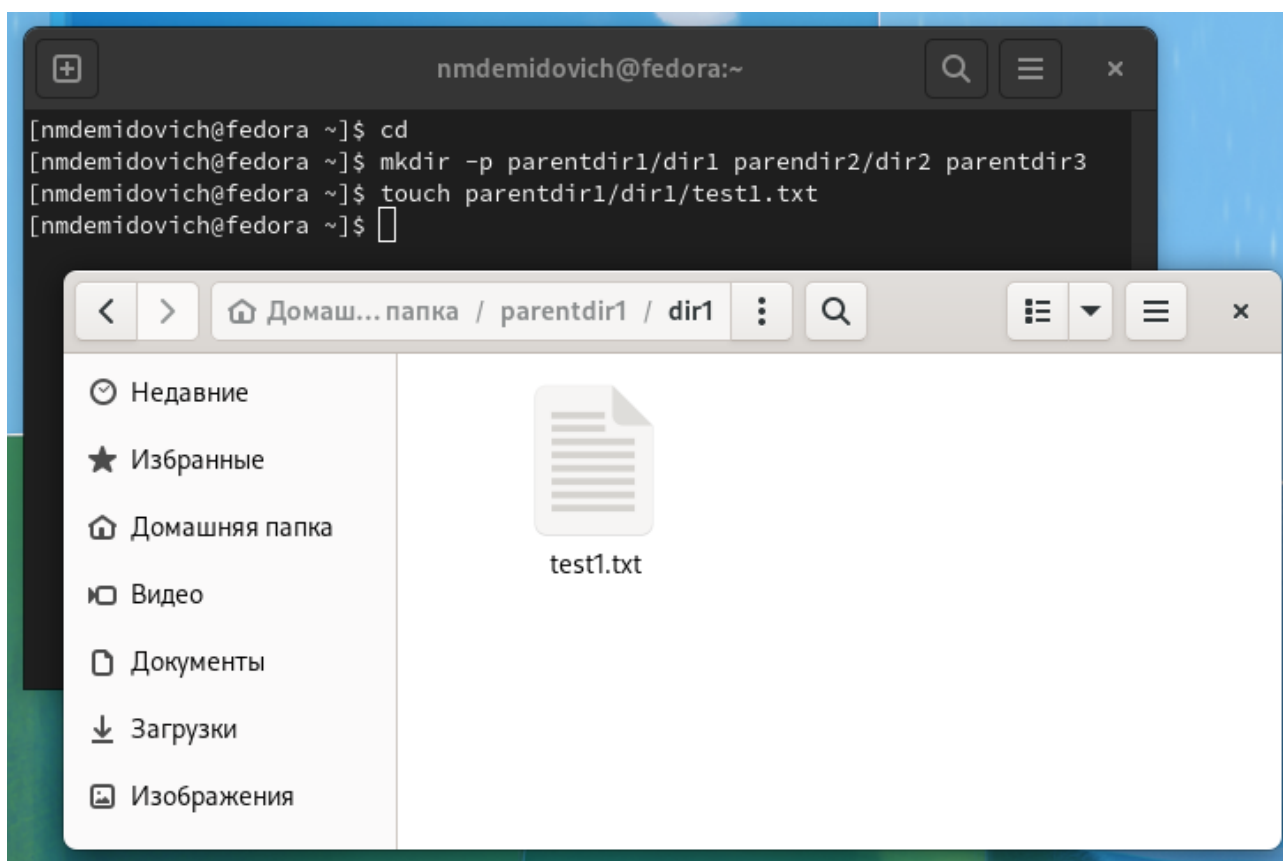 nmdemidovich@fedora:~
[nmdemidovich@fedora ~]$ cd
[nmdemidovich@fedora ~]$ mkdir -p parentdir1/dir1 parendir2/dir2 parentdir3
[nmdemidovich@fedora ~]$ touch parentdir1/dir1/test1.txt
[nmdemidovich@fedora ~]$
Домаш... папка / parentdir1 / dir1
Недавние
Избранные
Домашняя папка
Видео
Документы
Загрузки
Изображения
test1.txt